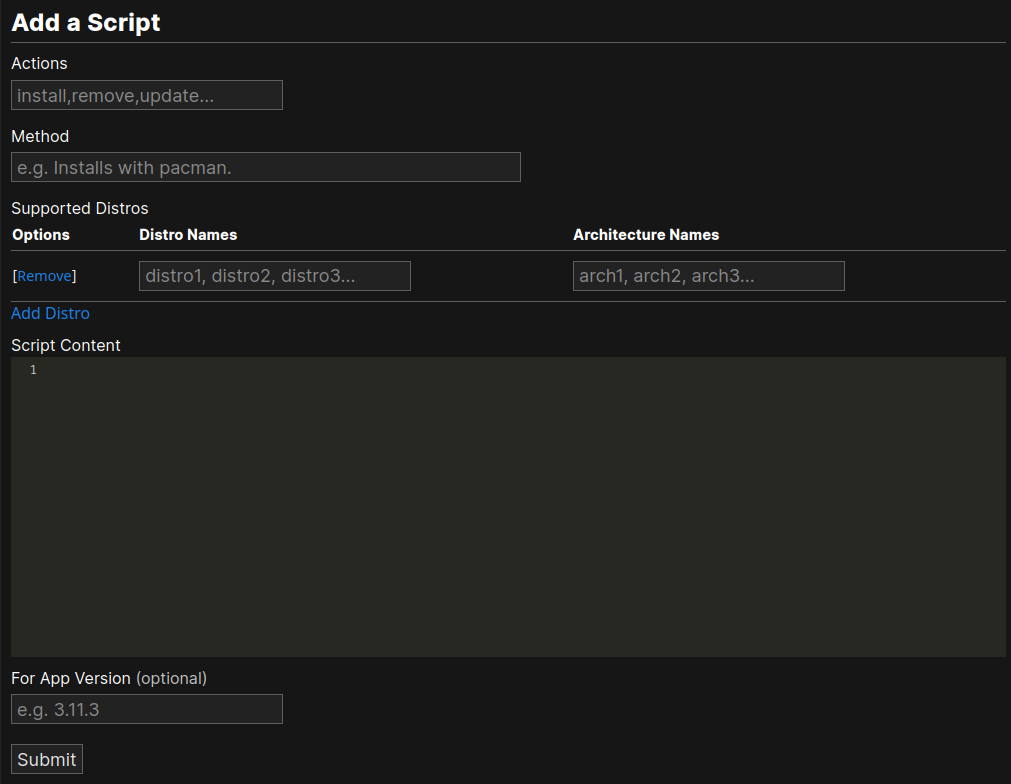 Add a Script
Actions
install,remove,update...
Method
e.g. Installs with pacman.
Supported Distros
Options Distro Names Architecture Names
[Remove] distro1, distro2, distro3... arch1, arch2, arch3...
Add Distro
Script Content
1
For App Version (optional)
e.g. 3.11.3
Submit